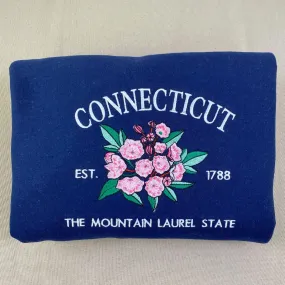 CONNECTICUT
EST. 1788
THE MOUNTAIN LAUREL STATE